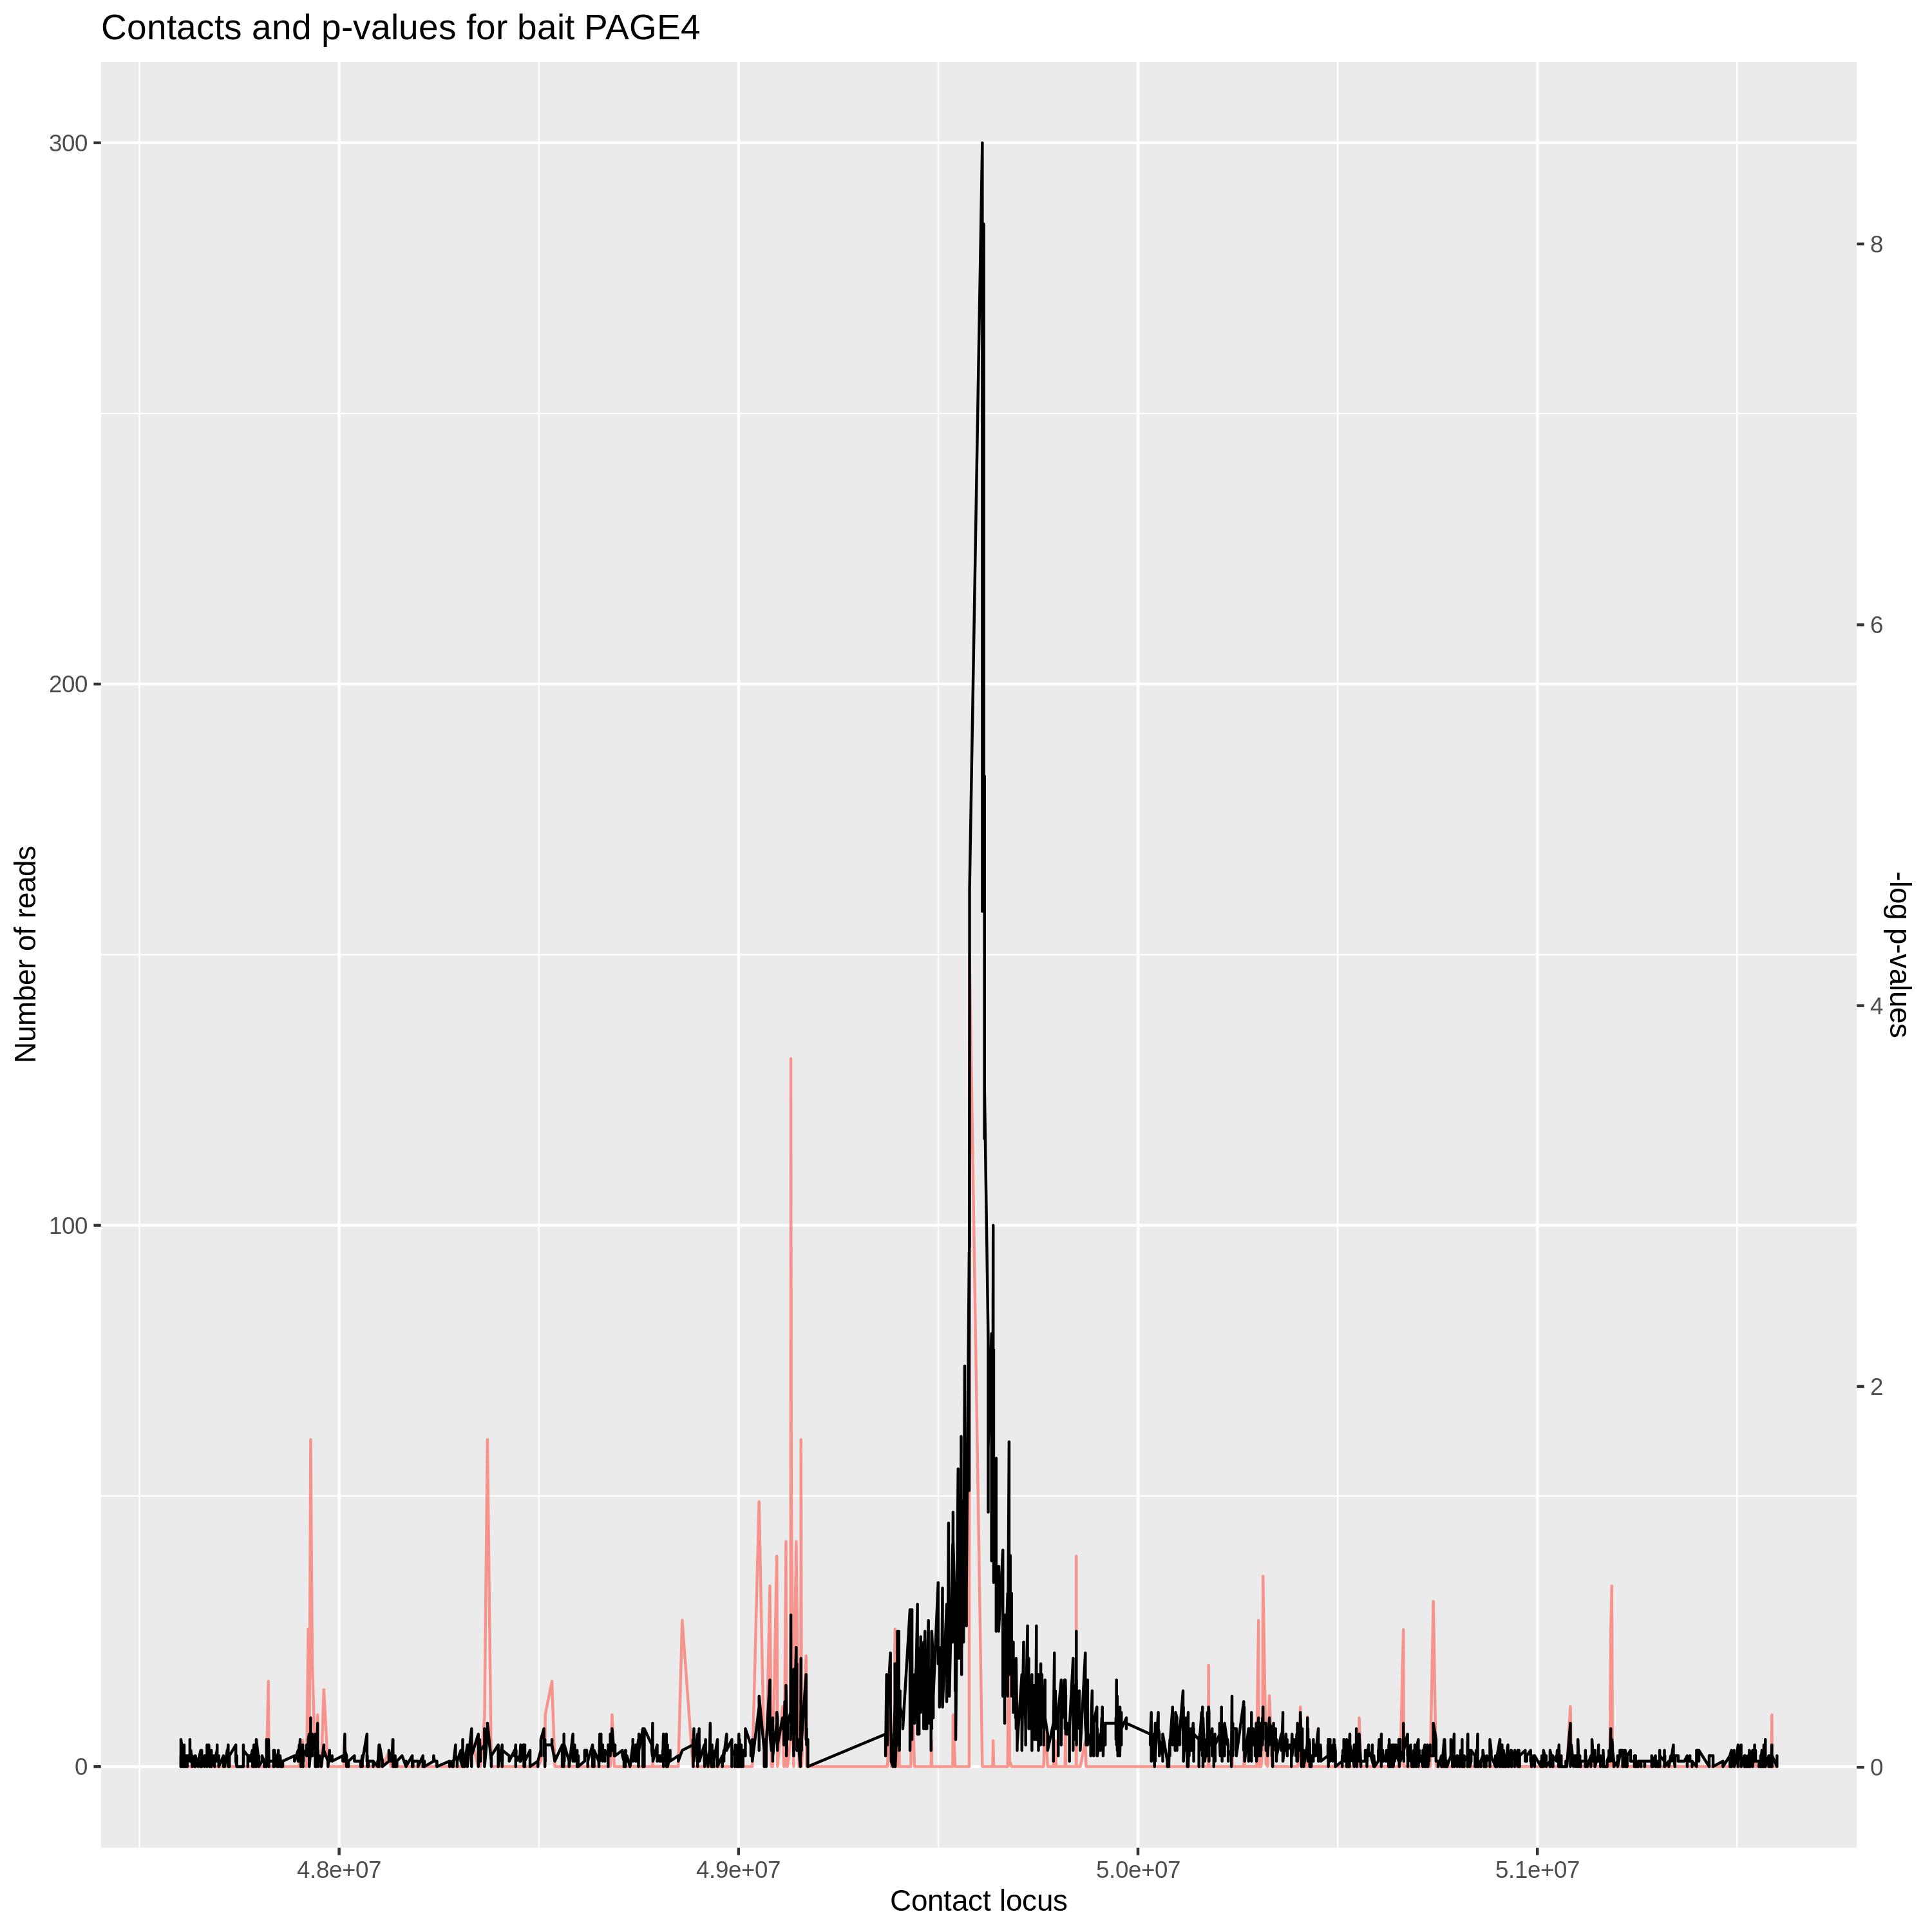 Contacts and p-values for bait PAGE4
300
200
100
0
Number of reads
8
6
4
2
0
-log p-values
4.8e+07
4.9e+07
5.0e+07
5.1e+07
Contact locus